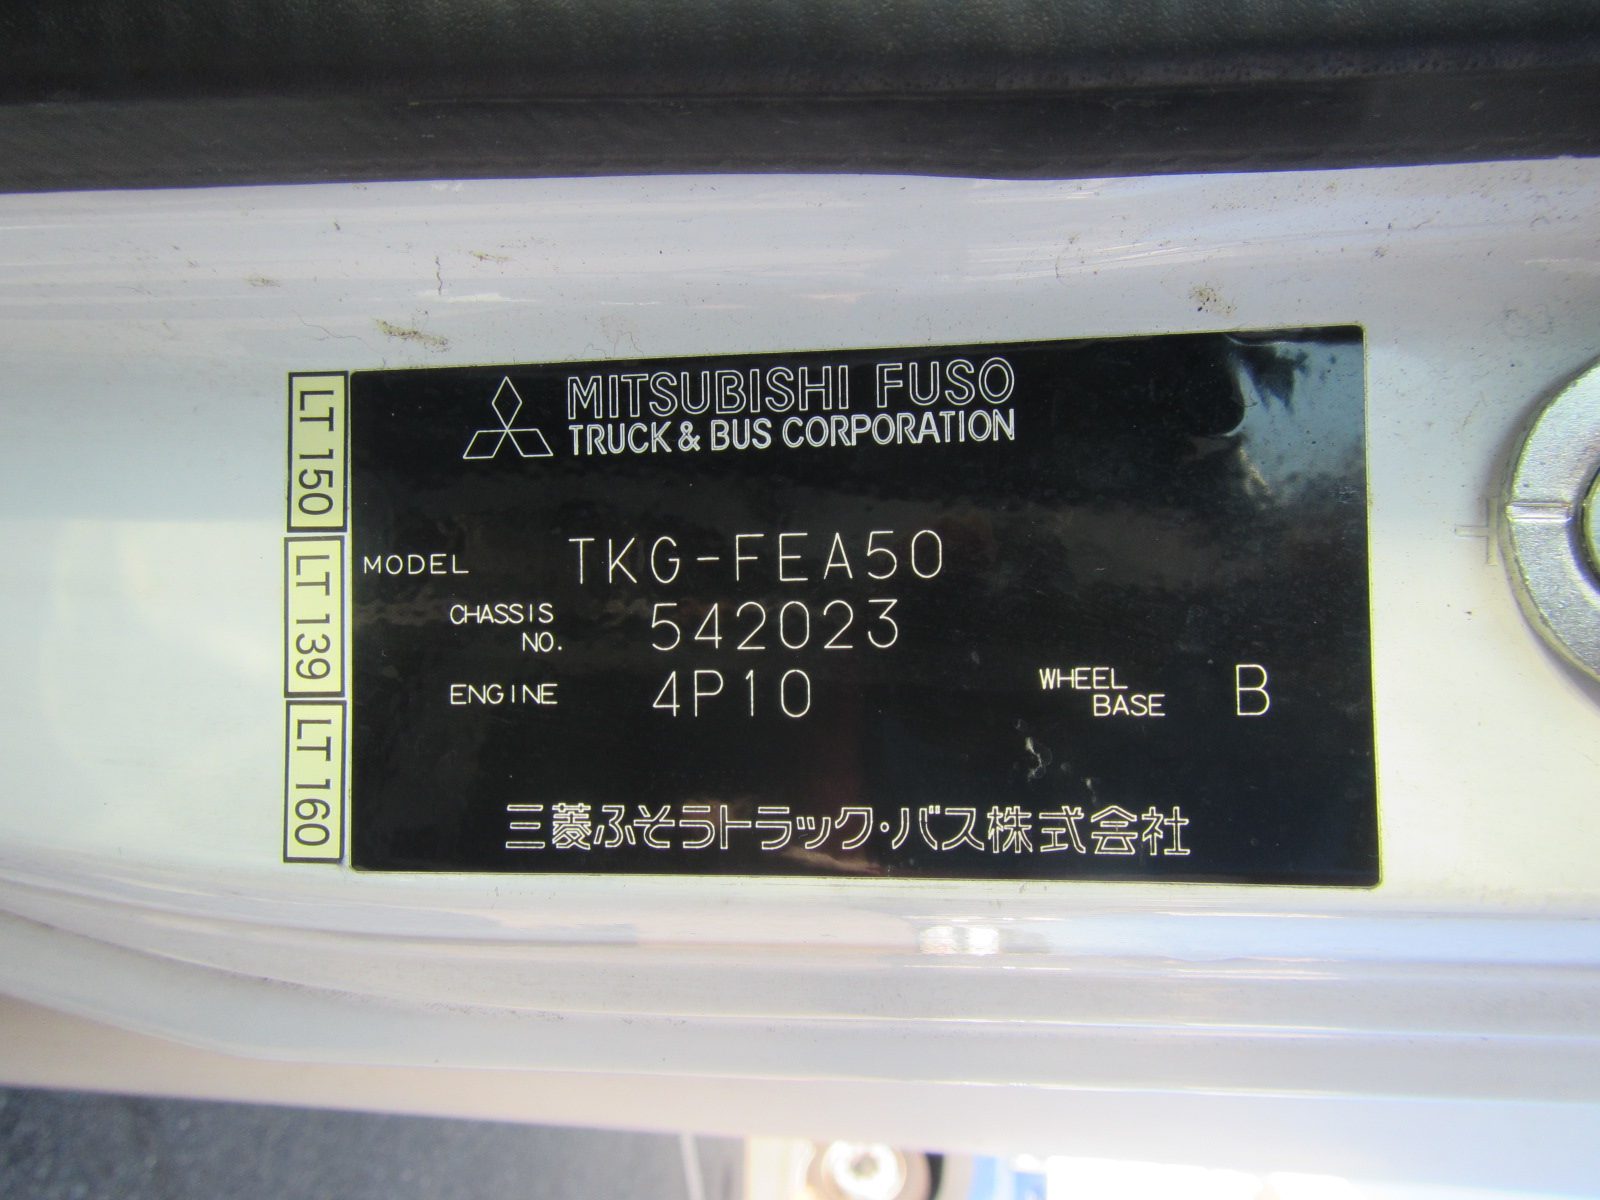 MITSUBISHI FUSO
TRUCK & BUS CORPORATION
MODEL TKG-FEA50
CHASSIS NO. 542023
ENGINE 4P10 WHEEL BASE B
三菱ふそうトラック・バス株式会社
LT 150
LT 139
LT 160